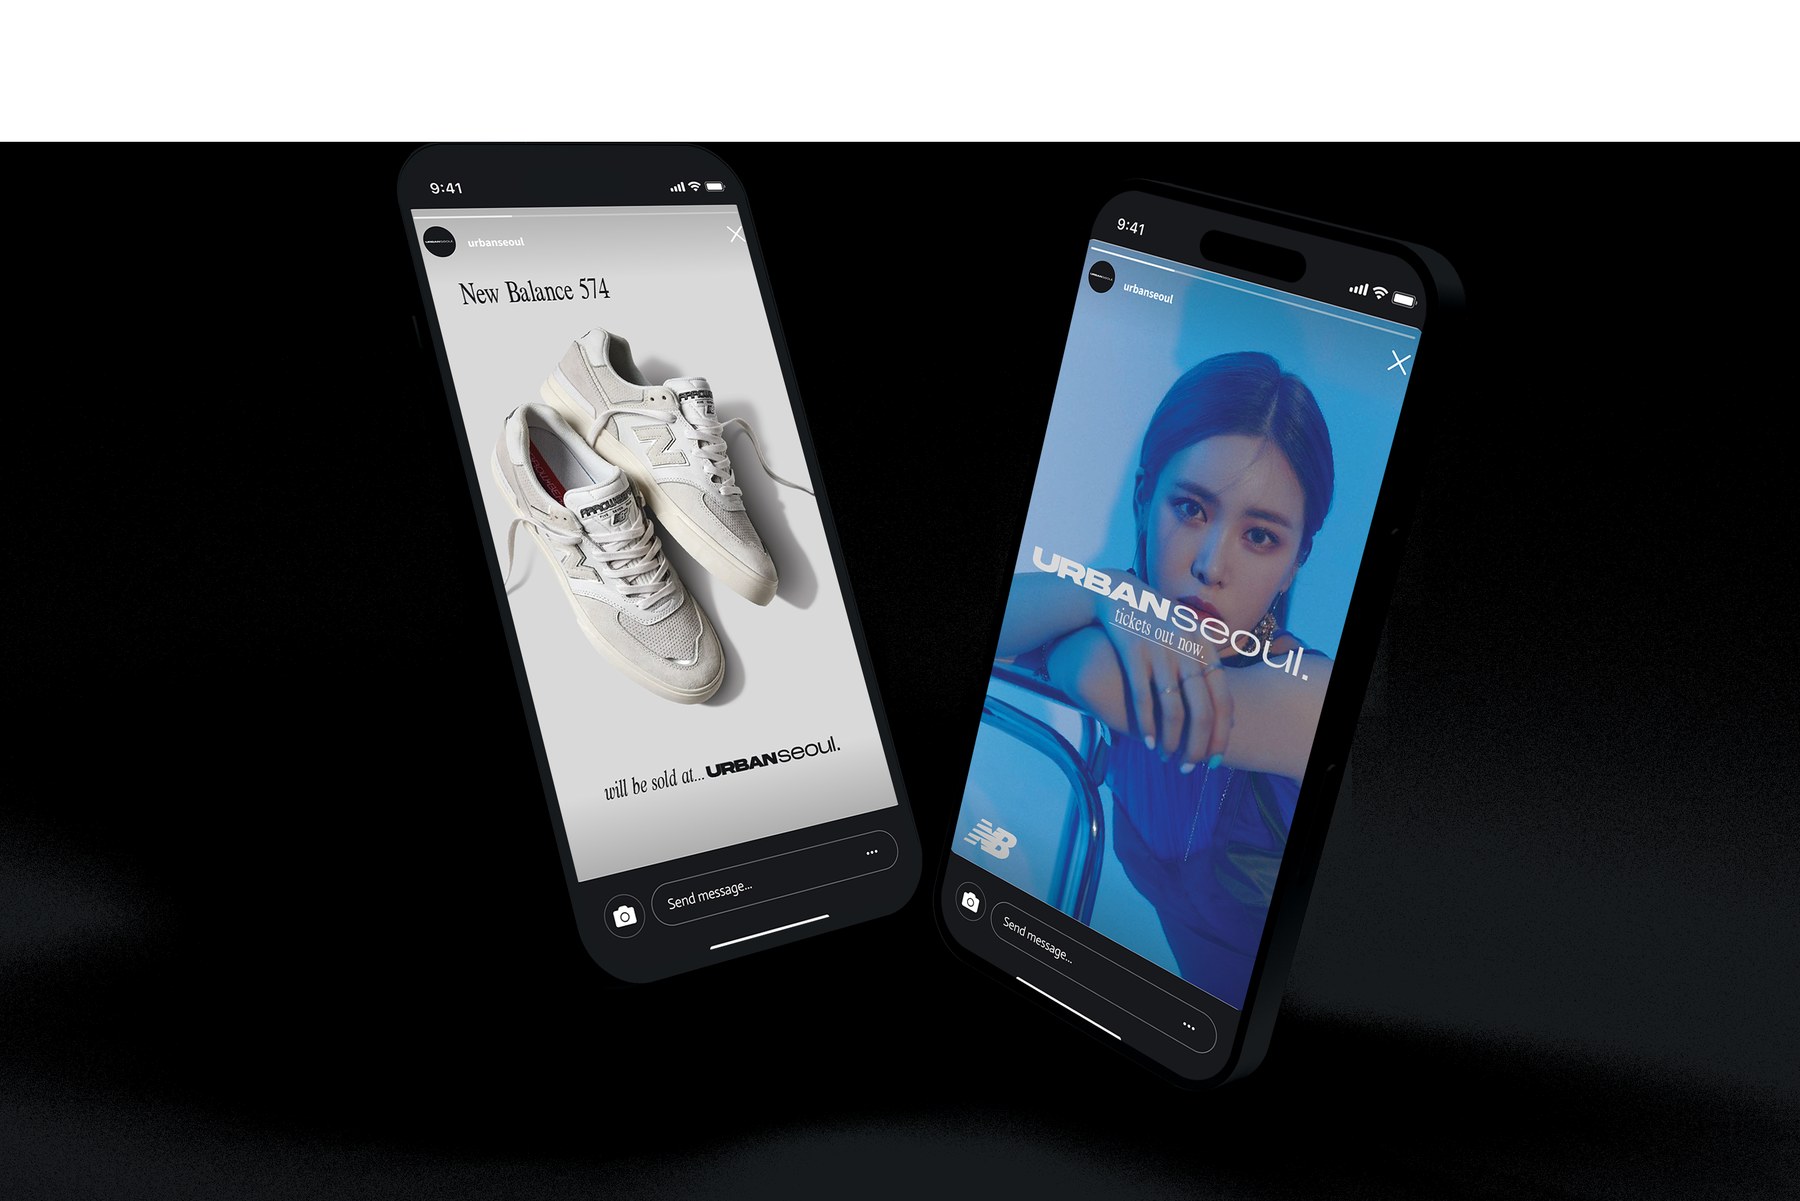 9:41
urbanseoul
New Balance 574
will be sold at... URBANseoul.
Send message...
9:41
urbanseoul
URBANseoul.
tickets out now.
NB
Send message...